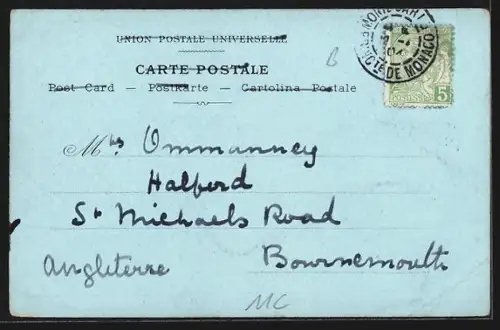 UNION POSTALE UNIVERSELLE
CARTE POSTALE
Post Card — Postkarte — Cartolina Postale
B
MONTE-CARLO
PRINCTÉ DE MONACO
5
Mrs Ommanney
Halford
St Michaels Road
Bournemouth
Angleterre
MC